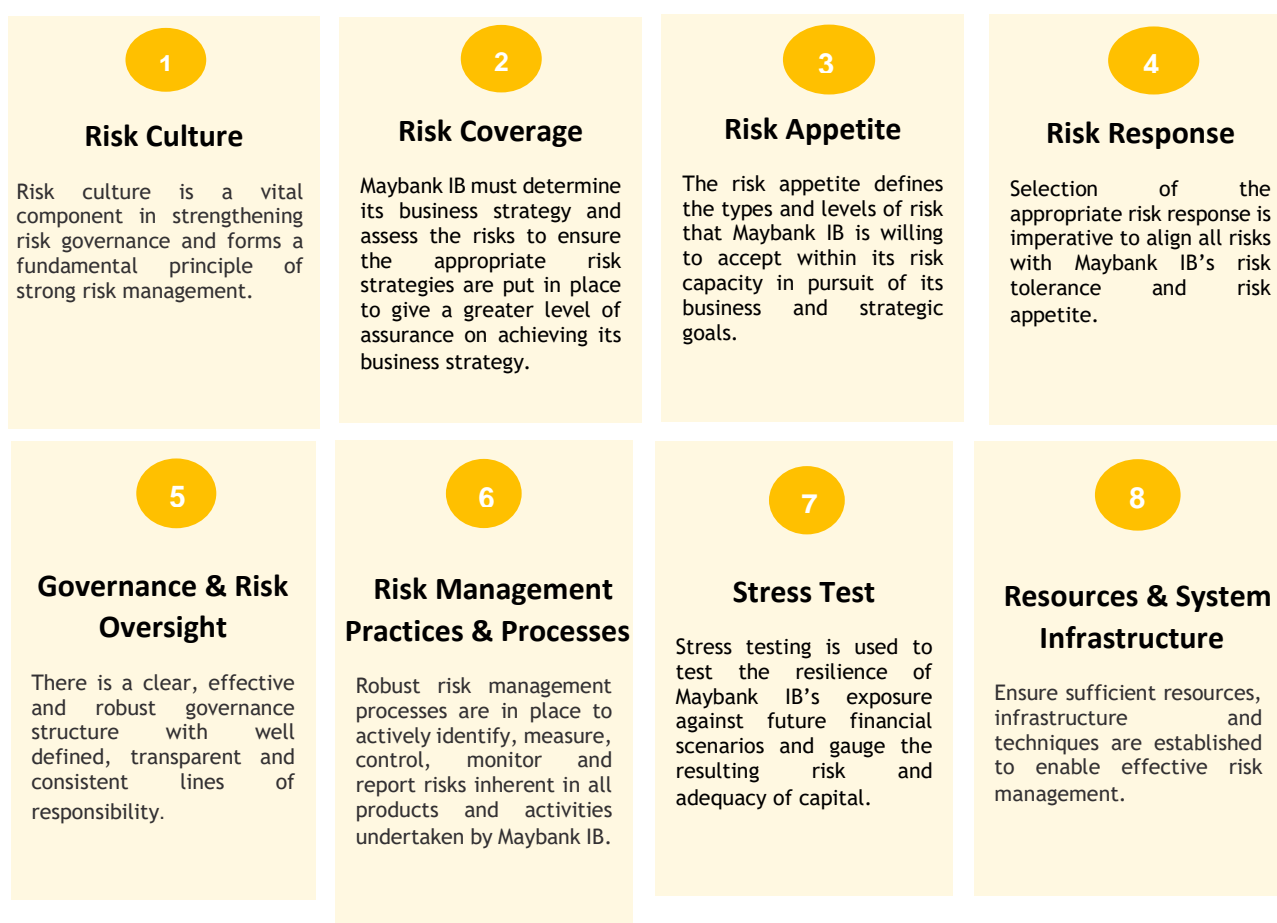 1
Risk Culture
Risk culture is a vital
component in strengthening
risk governance and forms a
fundamental principle of
strong risk management.
2
Risk Coverage
Maybank IB must determine
its business strategy and
assess the risks to ensure
the appropriate risk
strategies are put in place
to give a greater level of
assurance on achieving its
business strategy.
3
Risk Appetite
The risk appetite defines
the types and levels of risk
that Maybank IB is willing
to accept within its risk
capacity in pursuit of its
business and strategic
goals.
4
Risk Response
Selection of the
appropriate risk response is
imperative to align all risks
with Maybank IB’s risk
tolerance and risk
appetite.
5
Governance & Risk
Oversight
There is a clear, effective
and robust governance
structure with well
defined, transparent and
consistent lines of
responsibility.
6
Risk Management
Practices & Processes
Robust risk management
processes are in place to
actively identify, measure,
control, monitor and
report risks inherent in all
products and activities
undertaken by Maybank IB.
7
Stress Test
Stress testing is used to
test the resilience of
Maybank IB’s exposure
against future financial
scenarios and gauge the
resulting risk and
adequacy of capital.
8
Resources & System
Infrastructure
Ensure sufficient resources,
infrastructure and
techniques are established
to enable effective risk
management.